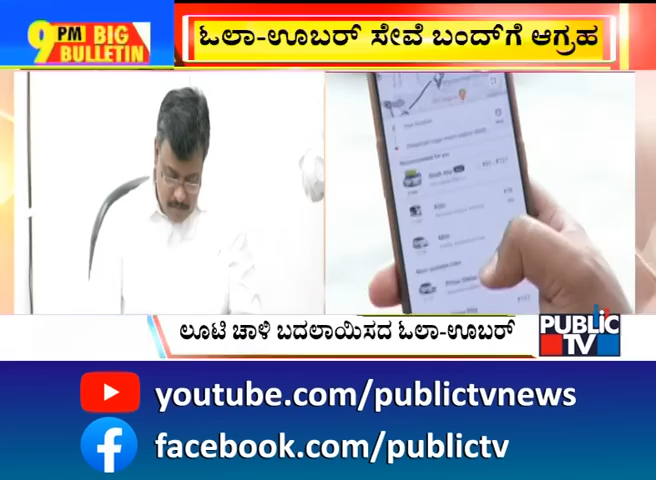 9 PM BIG BULLETIN
ಓಲಾ-ಊಬರ್ ಸೇವೆ ಬಂದ್‌ಗೆ ಆಗ್ರಹ
ಲೂಟಿ ಚಾಳಿ ಬದಲಾಯಿಸದ ಓಲಾ-ಊಬರ್
PUBLIC TV
youtube.com/publictvnews
facebook.com/publictv